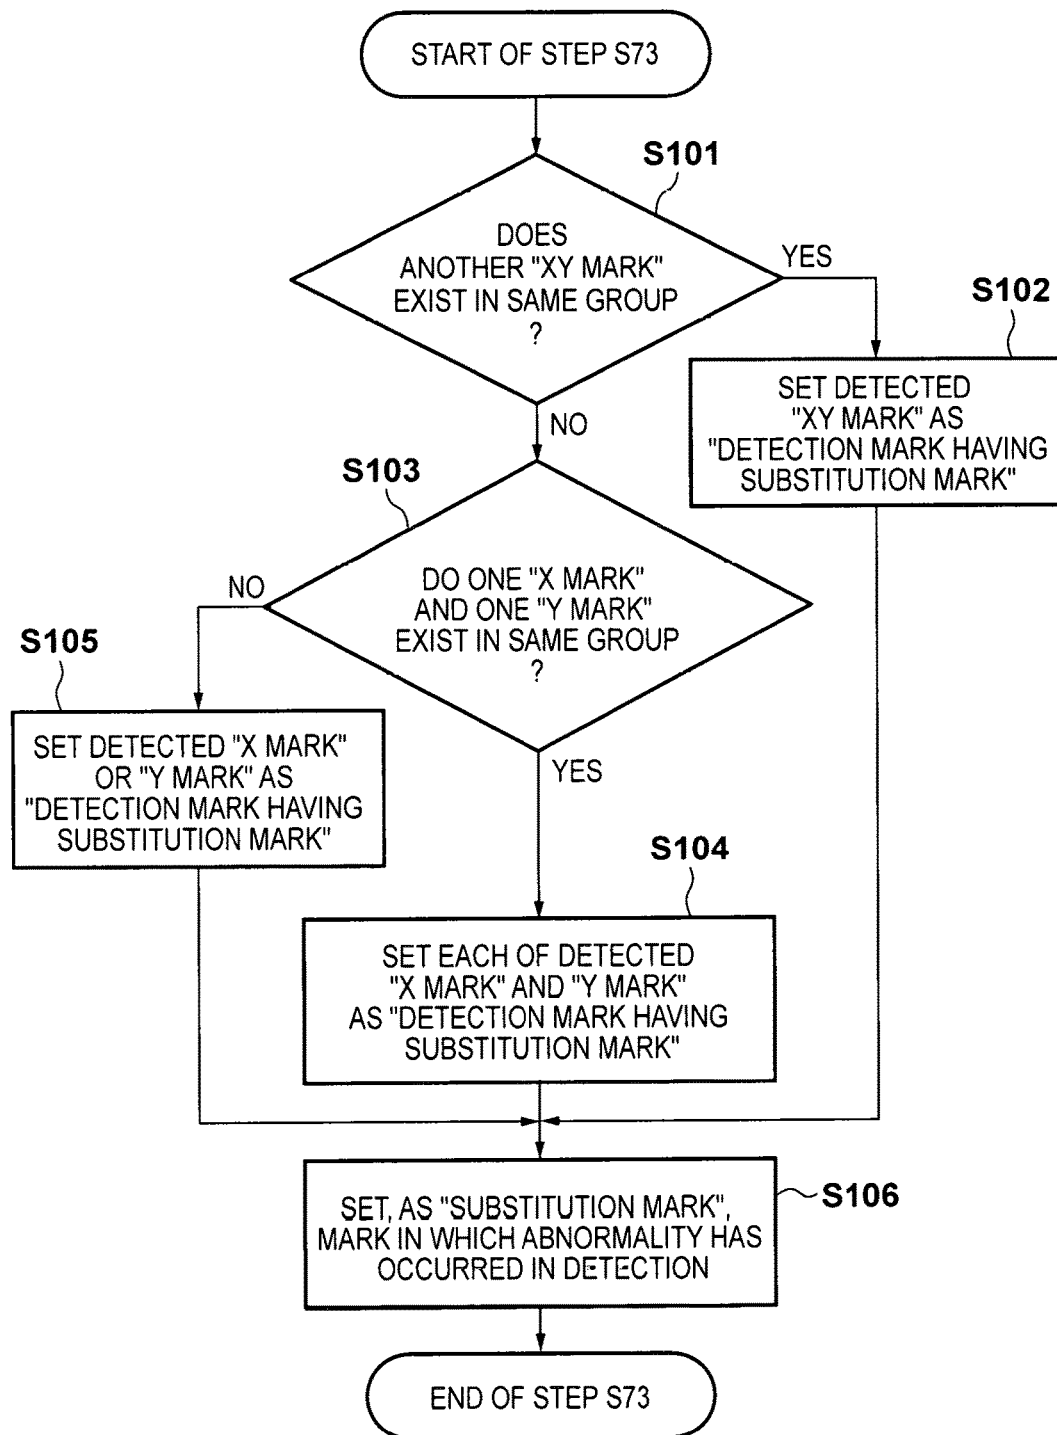 START OF STEP S73
S101
DOES
ANOTHER "XY MARK"
EXIST IN SAME GROUP
?
YES
S102
SET DETECTED
"XY MARK" AS
"DETECTION MARK HAVING
SUBSTITUTION MARK"
NO
S103
DO ONE "X MARK"
AND ONE "Y MARK"
EXIST IN SAME GROUP
?
NO
S105
SET DETECTED "X MARK"
OR "Y MARK" AS
"DETECTION MARK HAVING
SUBSTITUTION MARK"
YES
S104
SET EACH OF DETECTED
"X MARK" AND "Y MARK"
AS "DETECTION MARK HAVING
SUBSTITUTION MARK"
S106
SET, AS "SUBSTITUTION MARK",
MARK IN WHICH ABNORMALITY HAS
OCCURRED IN DETECTION
END OF STEP S73